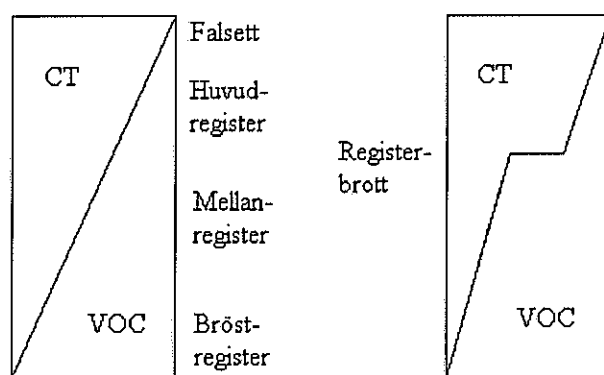 CT
VOC
Falsett
Huvud-
register
Mellan-
register
Bröst-
register
Register-
brott
CT
VOC